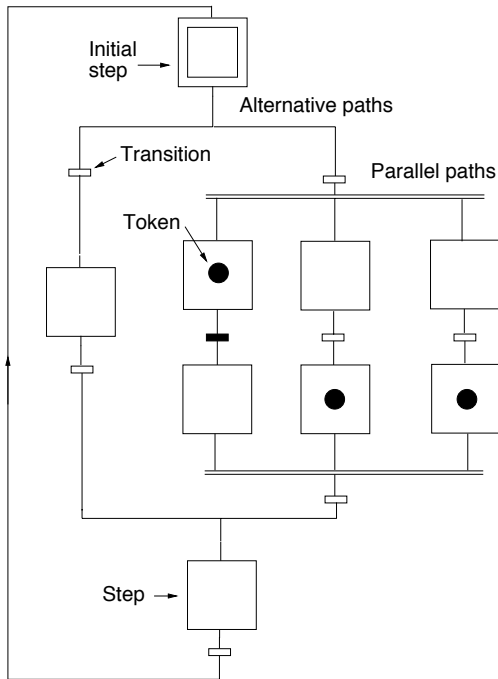 Initial
step
Alternative paths
Transition
Parallel paths
Token
Step